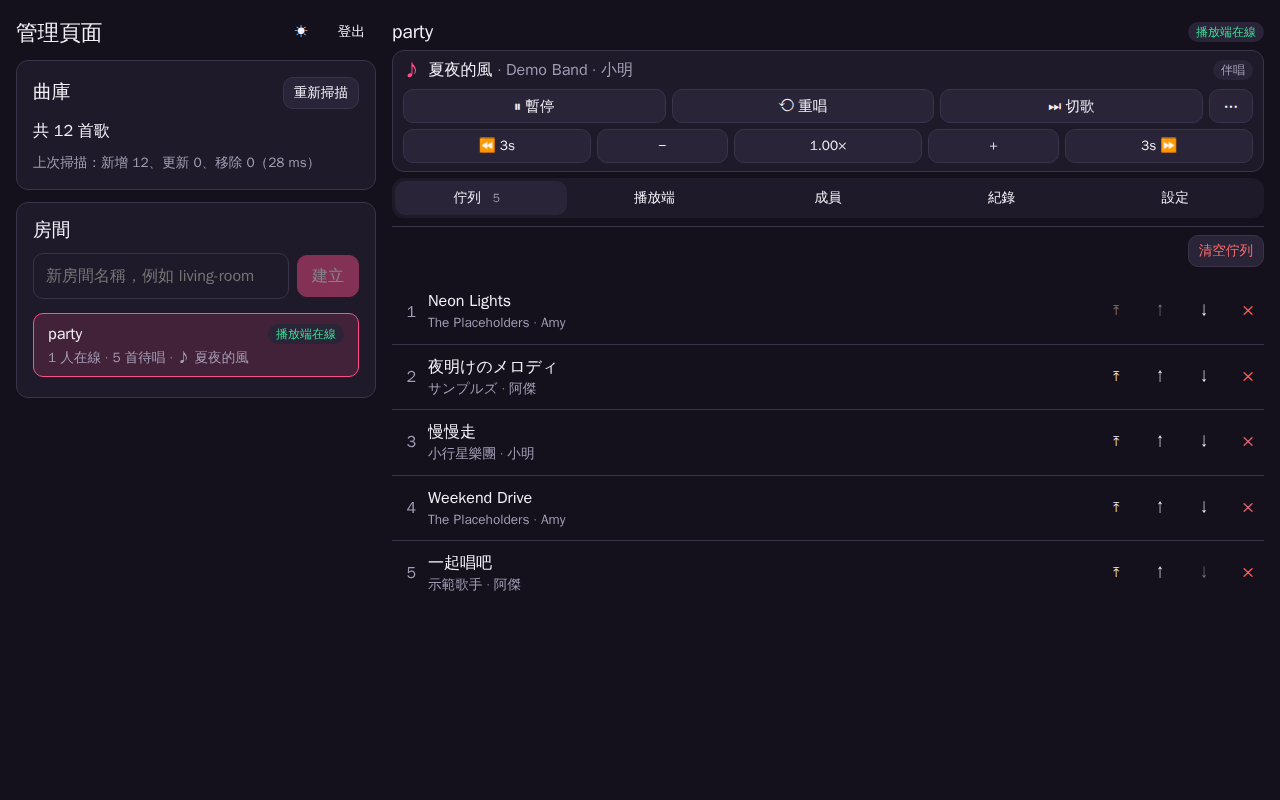 管理頁面 ☀ 登出
曲庫 重新掃描
共 12 首歌
上次掃描：新增 12、更新 0、移除 0（28 ms）
房間
新房間名稱，例如 living-room 建立
party 播放端在線
1 人在線 · 5 首待唱 · ♪ 夏夜的風
party 播放端在線
♪ 夏夜的風 · Demo Band · 小明 伴唱
⏸ 暫停 ⟲ 重唱 ⏭ 切歌 ⋯
⏪ 3s − 1.00× + 3s ⏩
佇列 5 播放端 成員 紀錄 設定
清空佇列
1 Neon Lights ⤒ ↑ ↓ ✕
The Placeholders · Amy
2 夜明けのメロディ ⤒ ↑ ↓ ✕
サンプルズ · 阿傑
3 慢慢走 ⤒ ↑ ↓ ✕
小行星樂團 · 小明
4 Weekend Drive ⤒ ↑ ↓ ✕
The Placeholders · Amy
5 一起唱吧 ⤒ ↑ ↓ ✕
示範歌手 · 阿傑